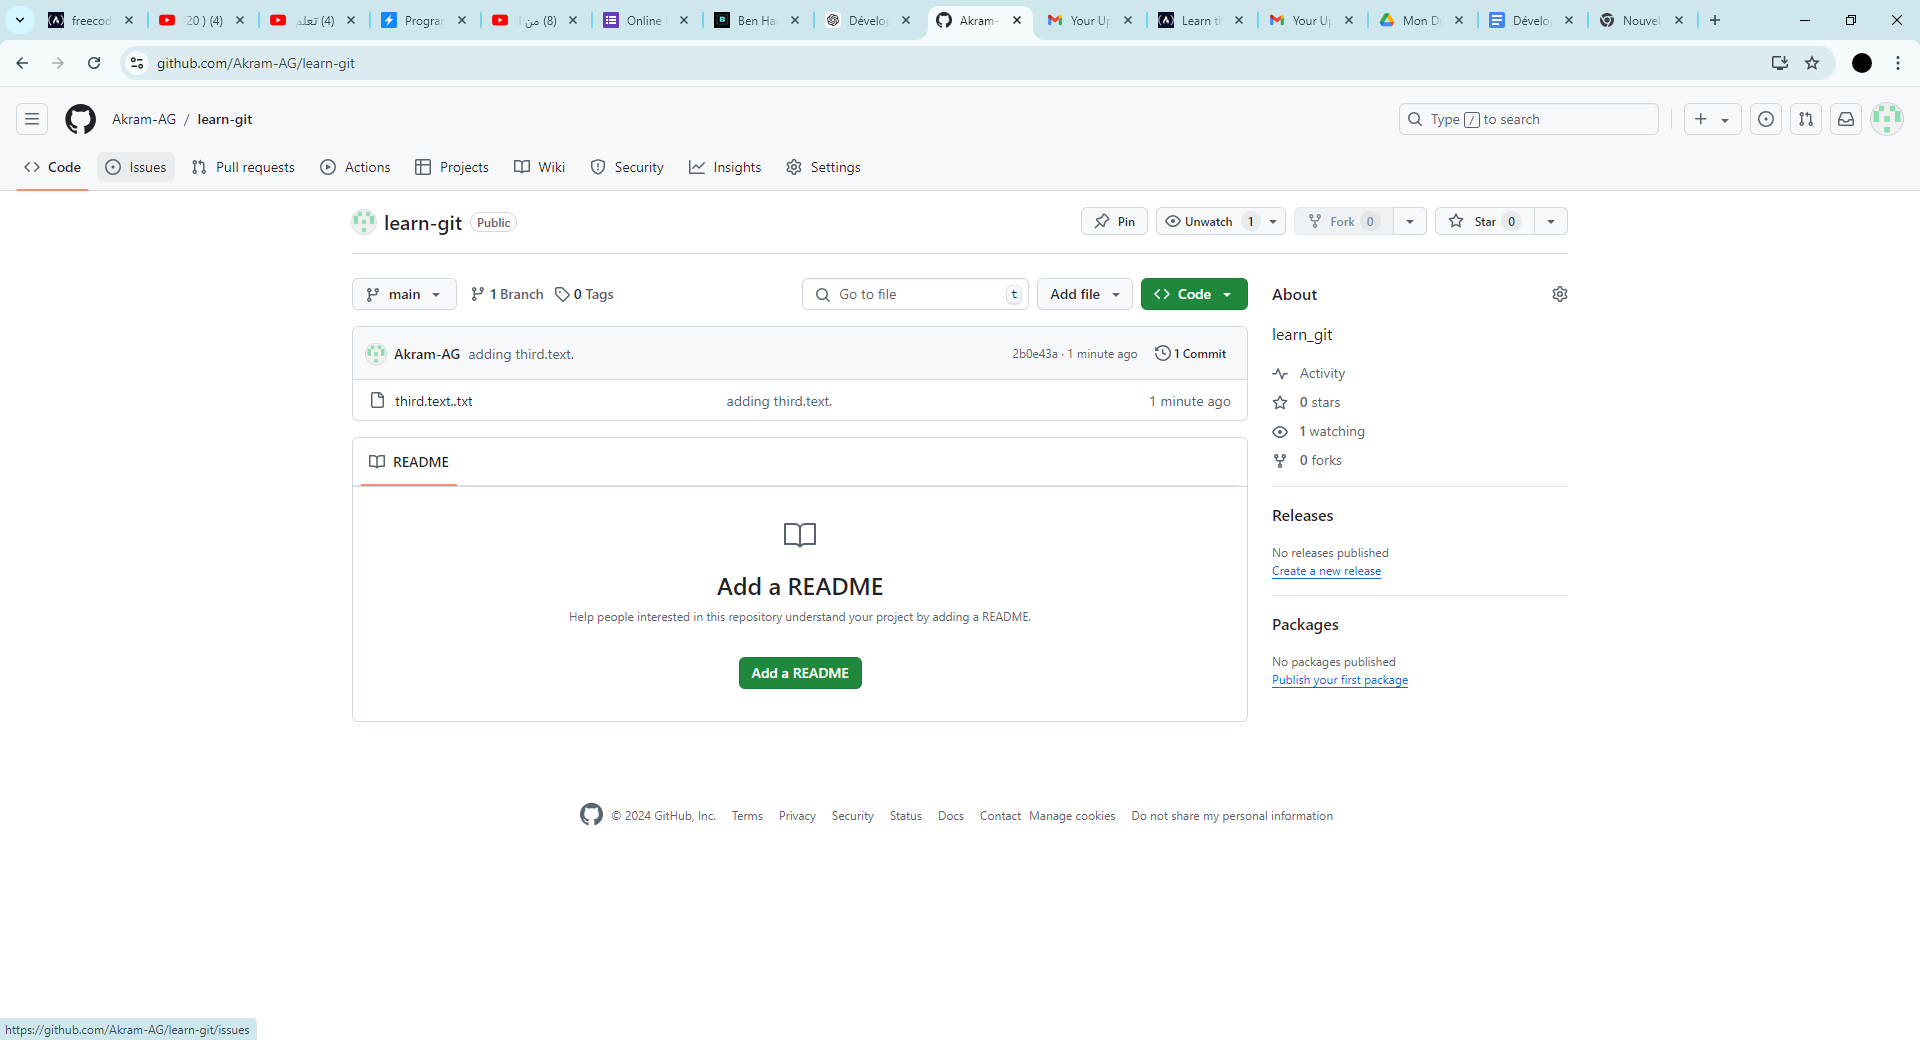 freecod
(4) ( 20'
(4) تعلم
Progran
(8) من ا
Online
Ben Ha
Dévelo
Akram-
Your Up
Learn th
Your Up
Mon D
Dévelo
Nouvel
github.com/Akram-AG/learn-git
Akram-AG / learn-git
Type / to search
Code Issues Pull requests Actions Projects Wiki Security Insights Settings
learn-git Public
Pin Unwatch 1 Fork 0 Star 0
main 1 Branch 0 Tags Go to file t Add file Code
About
learn_git
Akram-AG adding third.text. 2b0e43a · 1 minute ago 1 Commit
third.text..txt adding third.text. 1 minute ago
Activity
0 stars
1 watching
0 forks
README
Add a README
Help people interested in this repository understand your project by adding a README.
Add a README
Releases
No releases published
Create a new release
Packages
No packages published
Publish your first package
© 2024 GitHub, Inc. Terms Privacy Security Status Docs Contact Manage cookies Do not share my personal information
https://github.com/Akram-AG/learn-git/issues